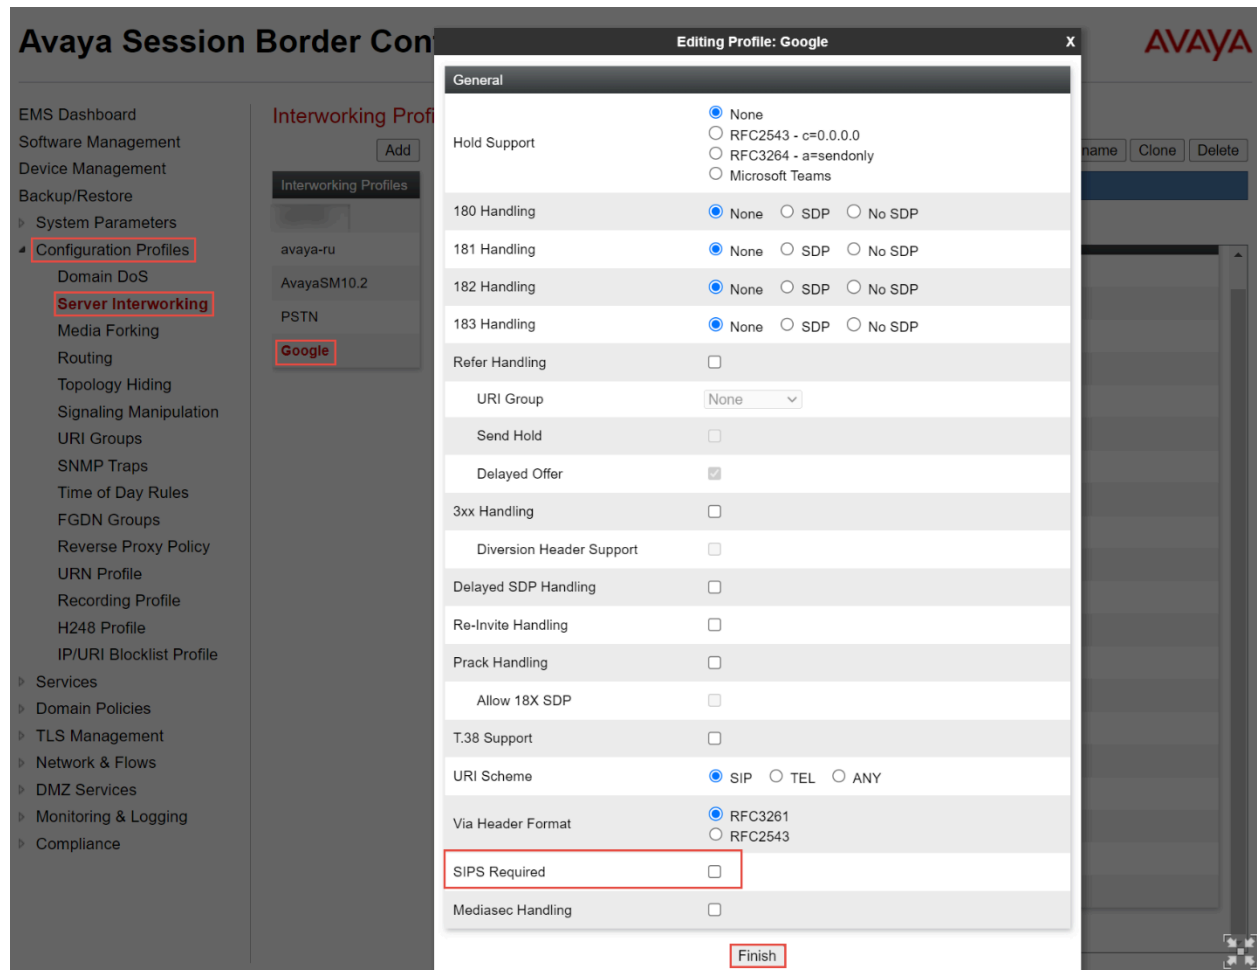 Avaya Session Border Con
AVAYA
EMS Dashboard
Software Management
Device Management
Backup/Restore
System Parameters
Configuration Profiles
Domain DoS
Server Interworking
Media Forking
Routing
Topology Hiding
Signaling Manipulation
URI Groups
SNMP Traps
Time of Day Rules
FGDN Groups
Reverse Proxy Policy
URN Profile
Recording Profile
H248 Profile
IP/URI Blocklist Profile
Services
Domain Policies
TLS Management
Network & Flows
DMZ Services
Monitoring & Logging
Compliance
Interworking Profi
Add
Interworking Profiles
avaya-ru
AvayaSM10.2
PSTN
Google
name Clone Delete
Editing Profile: Google X
General
Hold Support
None
RFC2543 - c=0.0.0.0
RFC3264 - a=sendonly
Microsoft Teams
180 Handling None SDP No SDP
181 Handling None SDP No SDP
182 Handling None SDP No SDP
183 Handling None SDP No SDP
Refer Handling
URI Group None
Send Hold
Delayed Offer
3xx Handling
Diversion Header Support
Delayed SDP Handling
Re-Invite Handling
Prack Handling
Allow 18X SDP
T.38 Support
URI Scheme SIP TEL ANY
Via Header Format
RFC3261
RFC2543
SIPS Required
Mediasec Handling
Finish